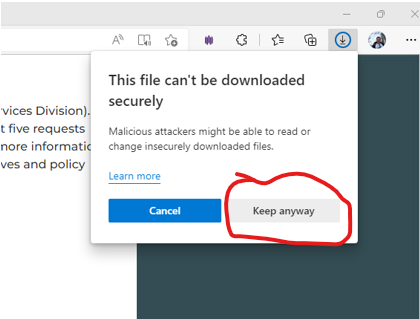 This file can't be downloaded
securely
Malicious attackers might be able to read or
change insecurely downloaded files.
Learn more
Cancel
Keep anyway
rvices Division).
t five requests
nore informatio
ves and policy